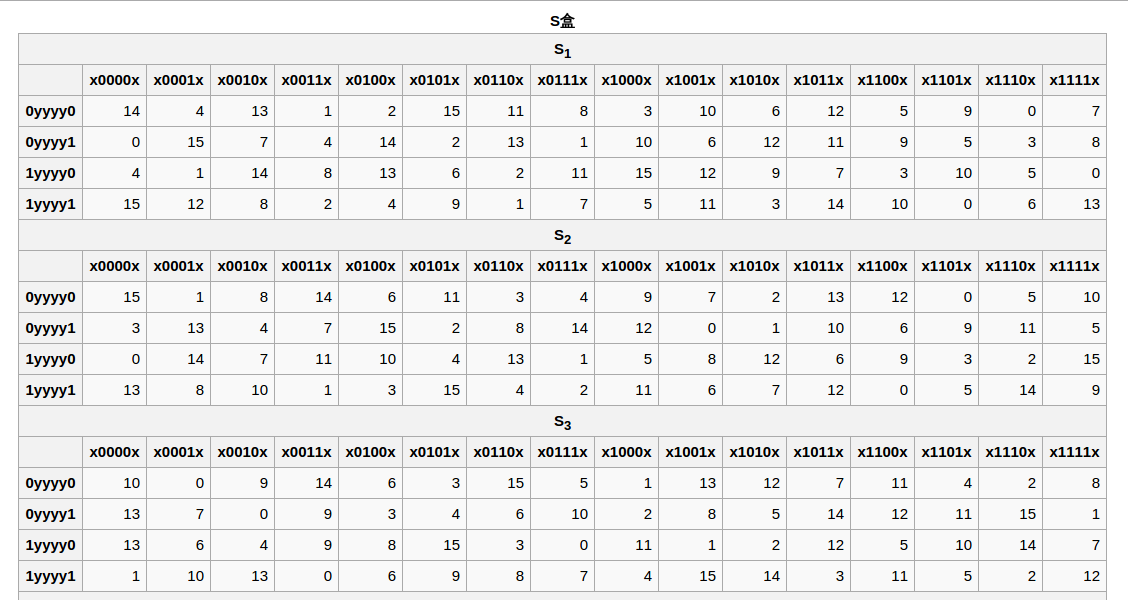 S盒
S1
x0000x x0001x x0010x x0011x x0100x x0101x x0110x x0111x x1000x x1001x x1010x x1011x x1100x x1101x x1110x x1111x
0yyyy0 14 4 13 1 2 15 11 8 3 10 6 12 5 9 0 7
0yyyy1 0 15 7 4 14 2 13 1 10 6 12 11 9 5 3 8
1yyyy0 4 1 14 8 13 6 2 11 15 12 9 7 3 10 5 0
1yyyy1 15 12 8 2 4 9 1 7 5 11 3 14 10 0 6 13
S2
x0000x x0001x x0010x x0011x x0100x x0101x x0110x x0111x x1000x x1001x x1010x x1011x x1100x x1101x x1110x x1111x
0yyyy0 15 1 8 14 6 11 3 4 9 7 2 13 12 0 5 10
0yyyy1 3 13 4 7 15 2 8 14 12 0 1 10 6 9 11 5
1yyyy0 0 14 7 11 10 4 13 1 5 8 12 6 9 3 2 15
1yyyy1 13 8 10 1 3 15 4 2 11 6 7 12 0 5 14 9
S3
x0000x x0001x x0010x x0011x x0100x x0101x x0110x x0111x x1000x x1001x x1010x x1011x x1100x x1101x x1110x x1111x
0yyyy0 10 0 9 14 6 3 15 5 1 13 12 7 11 4 2 8
0yyyy1 13 7 0 9 3 4 6 10 2 8 5 14 12 11 15 1
1yyyy0 13 6 4 9 8 15 3 0 11 1 2 12 5 10 14 7
1yyyy1 1 10 13 0 6 9 8 7 4 15 14 3 11 5 2 12